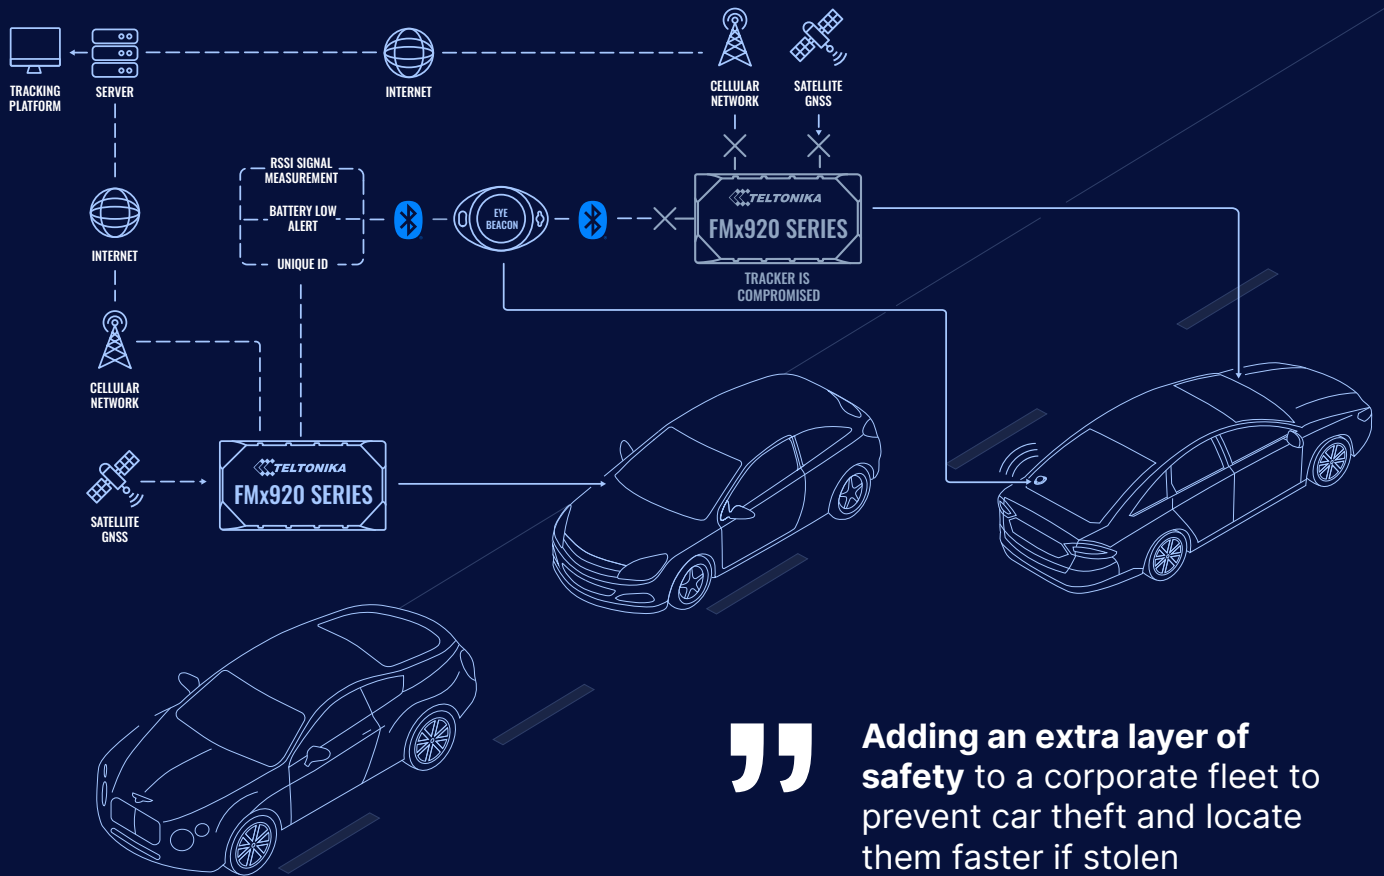 TRACKING
PLATFORM
SERVER
INTERNET
CELLULAR
NETWORK
SATELLITE
GNSS
RSSI SIGNAL
MEASUREMENT
BATTERY LOW
ALERT
UNIQUE ID
EYE
BEACON
TELTONIKA
FMx920 SERIES
TRACKER IS
COMPROMISED
INTERNET
CELLULAR
NETWORK
SATELLITE
GNSS
TELTONIKA
FMx920 SERIES
” Adding an extra layer of
safety to a corporate fleet to
prevent car theft and locate
them faster if stolen